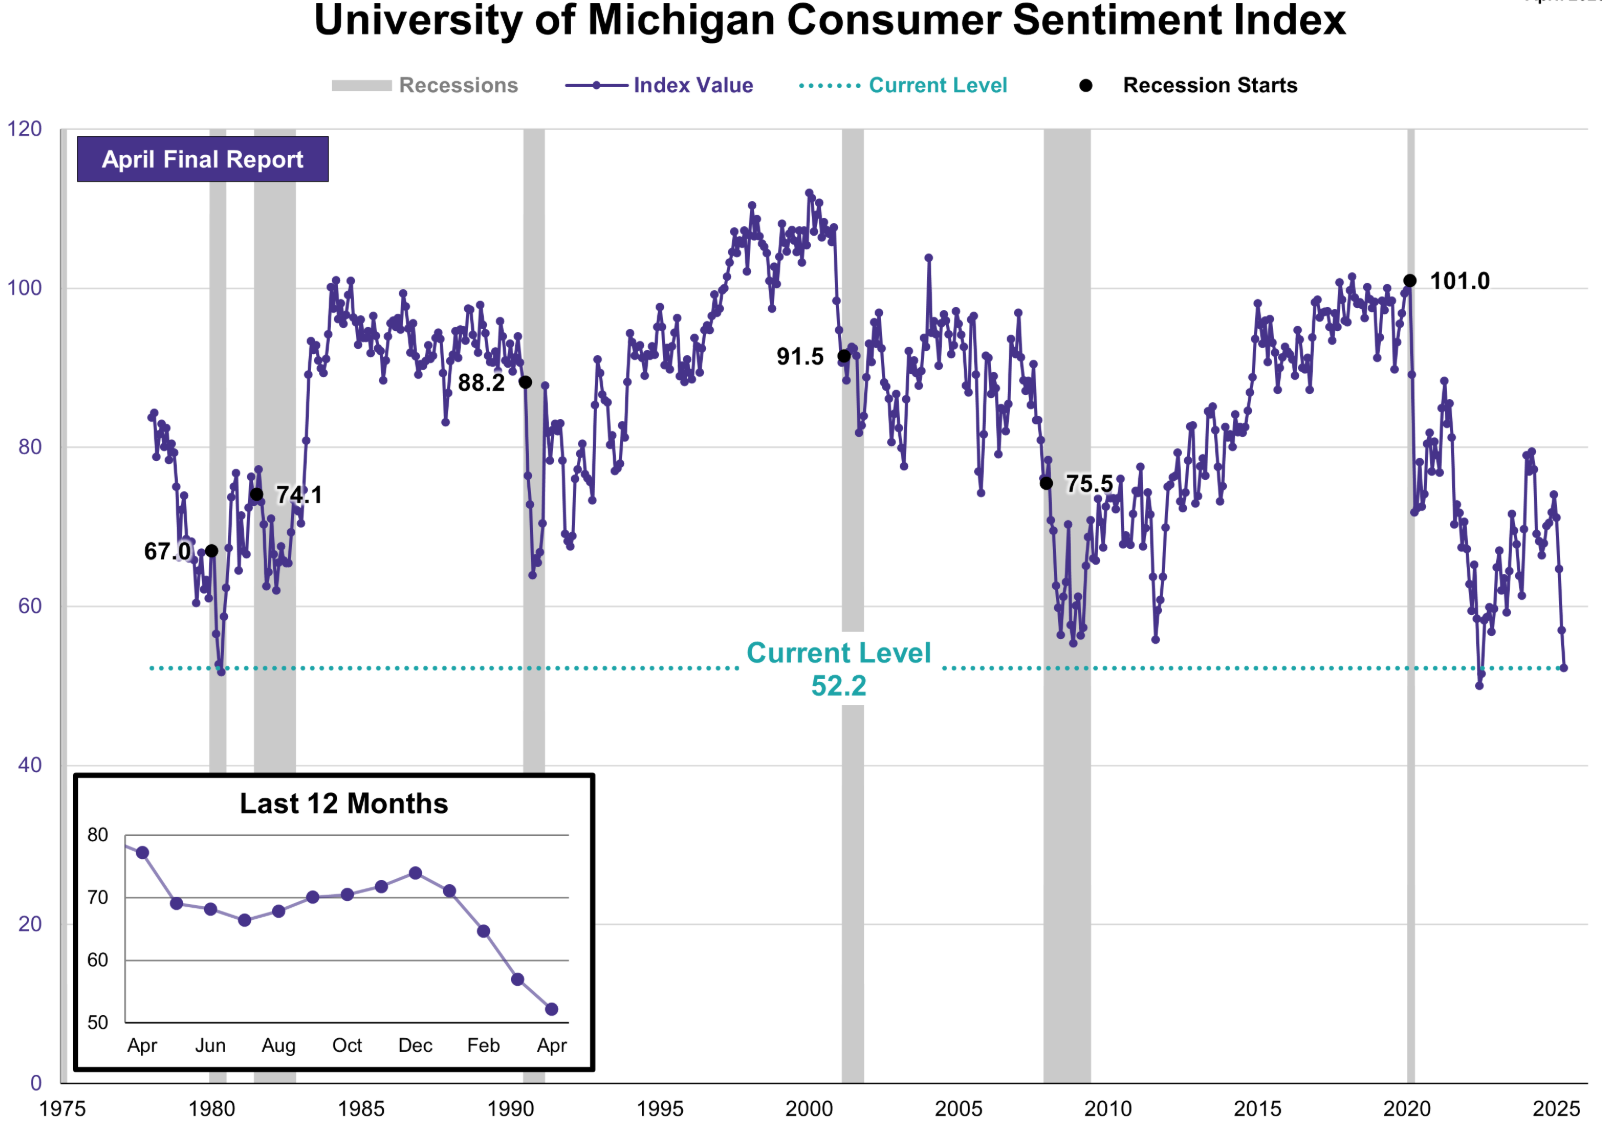 University of Michigan Consumer Sentiment Index
Recessions
Index Value
Current Level
Recession Starts
120
April Final Report
100
101.0
91.5
88.2
80
75.5
74.1
67.0
60
Current Level
52.2
40
Last 12 Months
80
70
60
50
Apr
Jun
Aug
Oct
Dec
Feb
Apr
20
0
1975
1980
1985
1990
1995
2000
2005
2010
2015
2020
2025